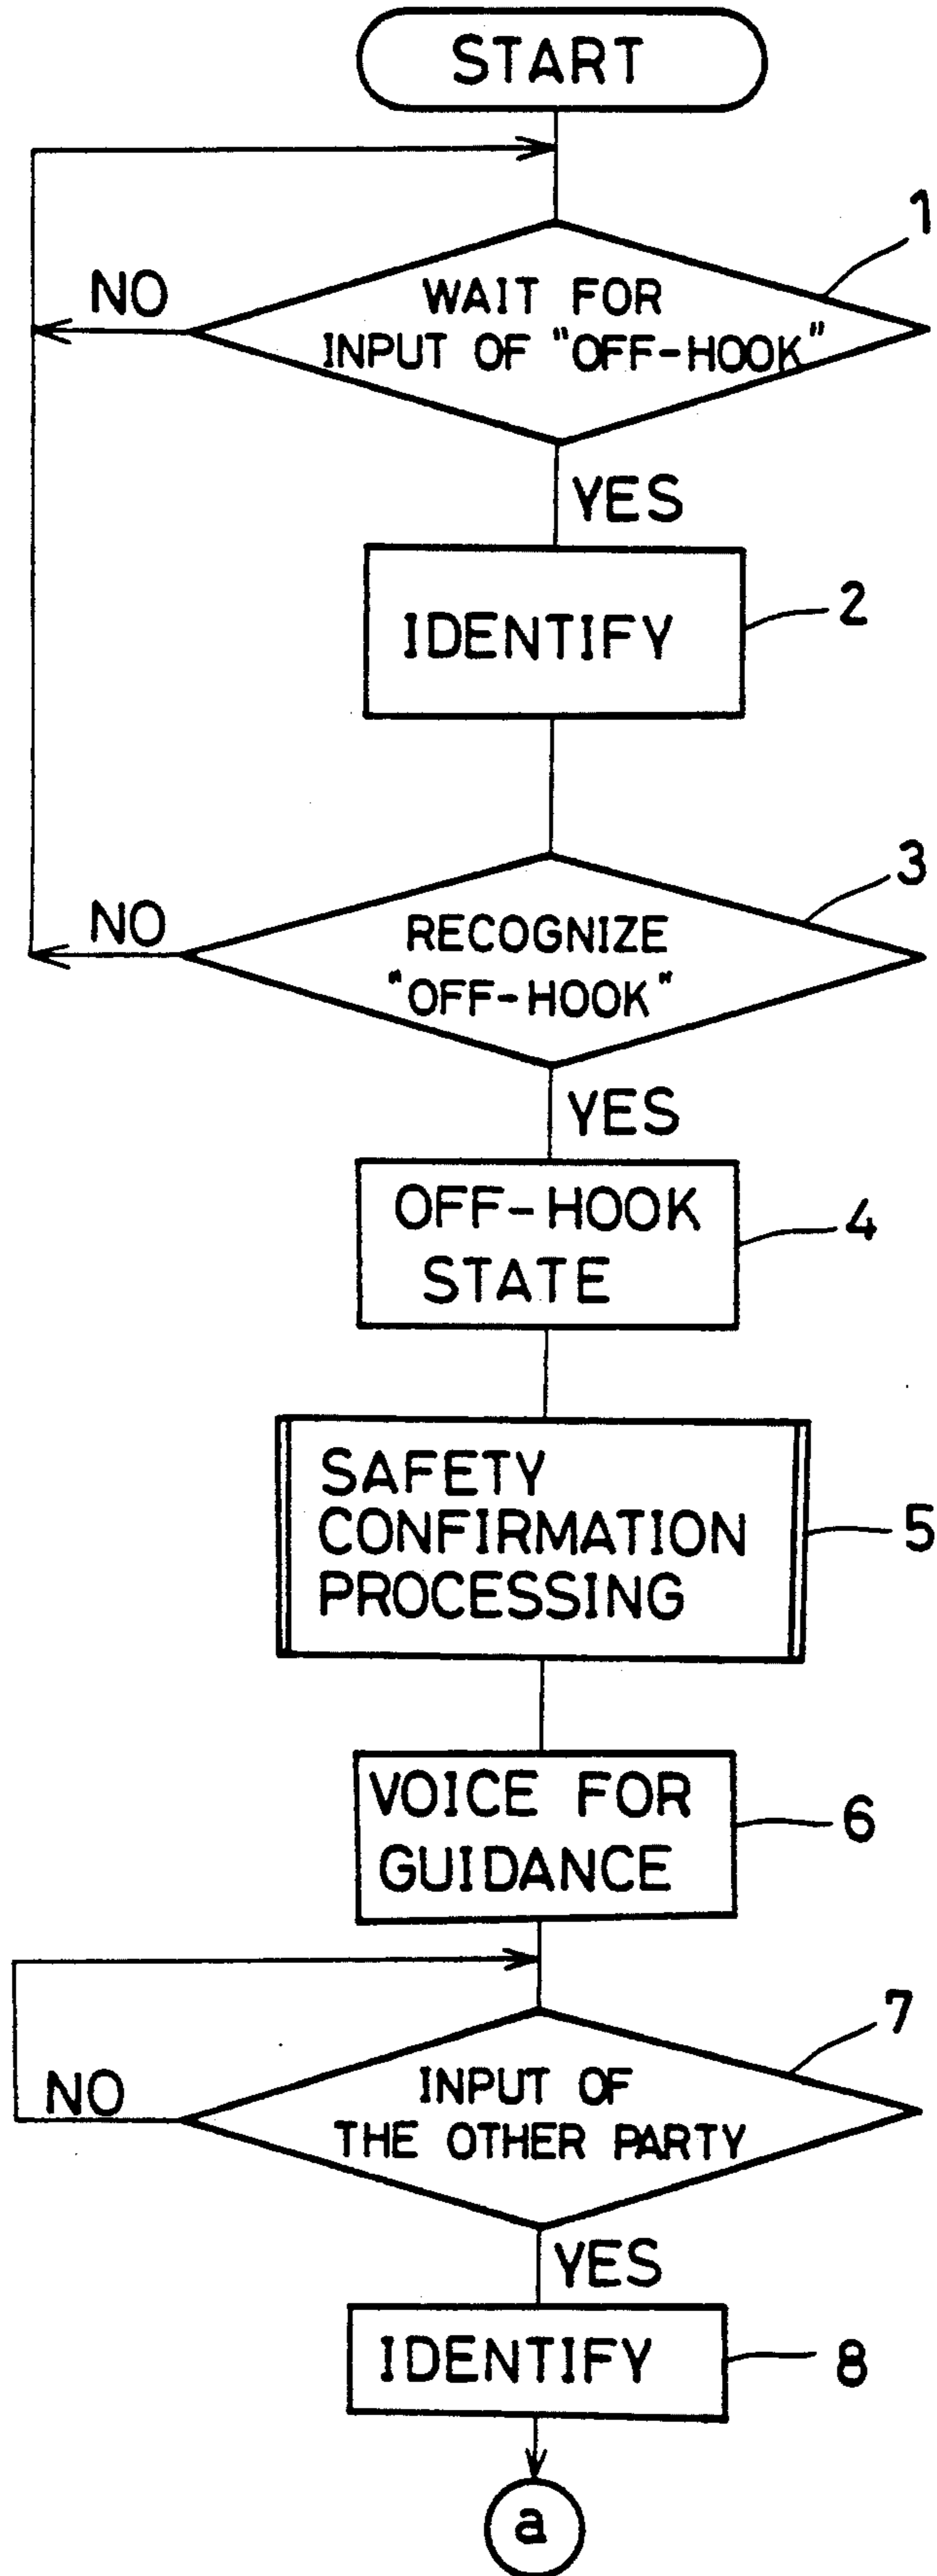 START
1
NO
WAIT FOR
INPUT OF "OFF-HOOK"
YES
IDENTIFY
2
3
NO
RECOGNIZE
"OFF-HOOK"
YES
OFF-HOOK
STATE
4
SAFETY
CONFIRMATION
PROCESSING
5
VOICE FOR
GUIDANCE
6
7
NO
INPUT OF
THE OTHER PARTY
YES
IDENTIFY
8
a